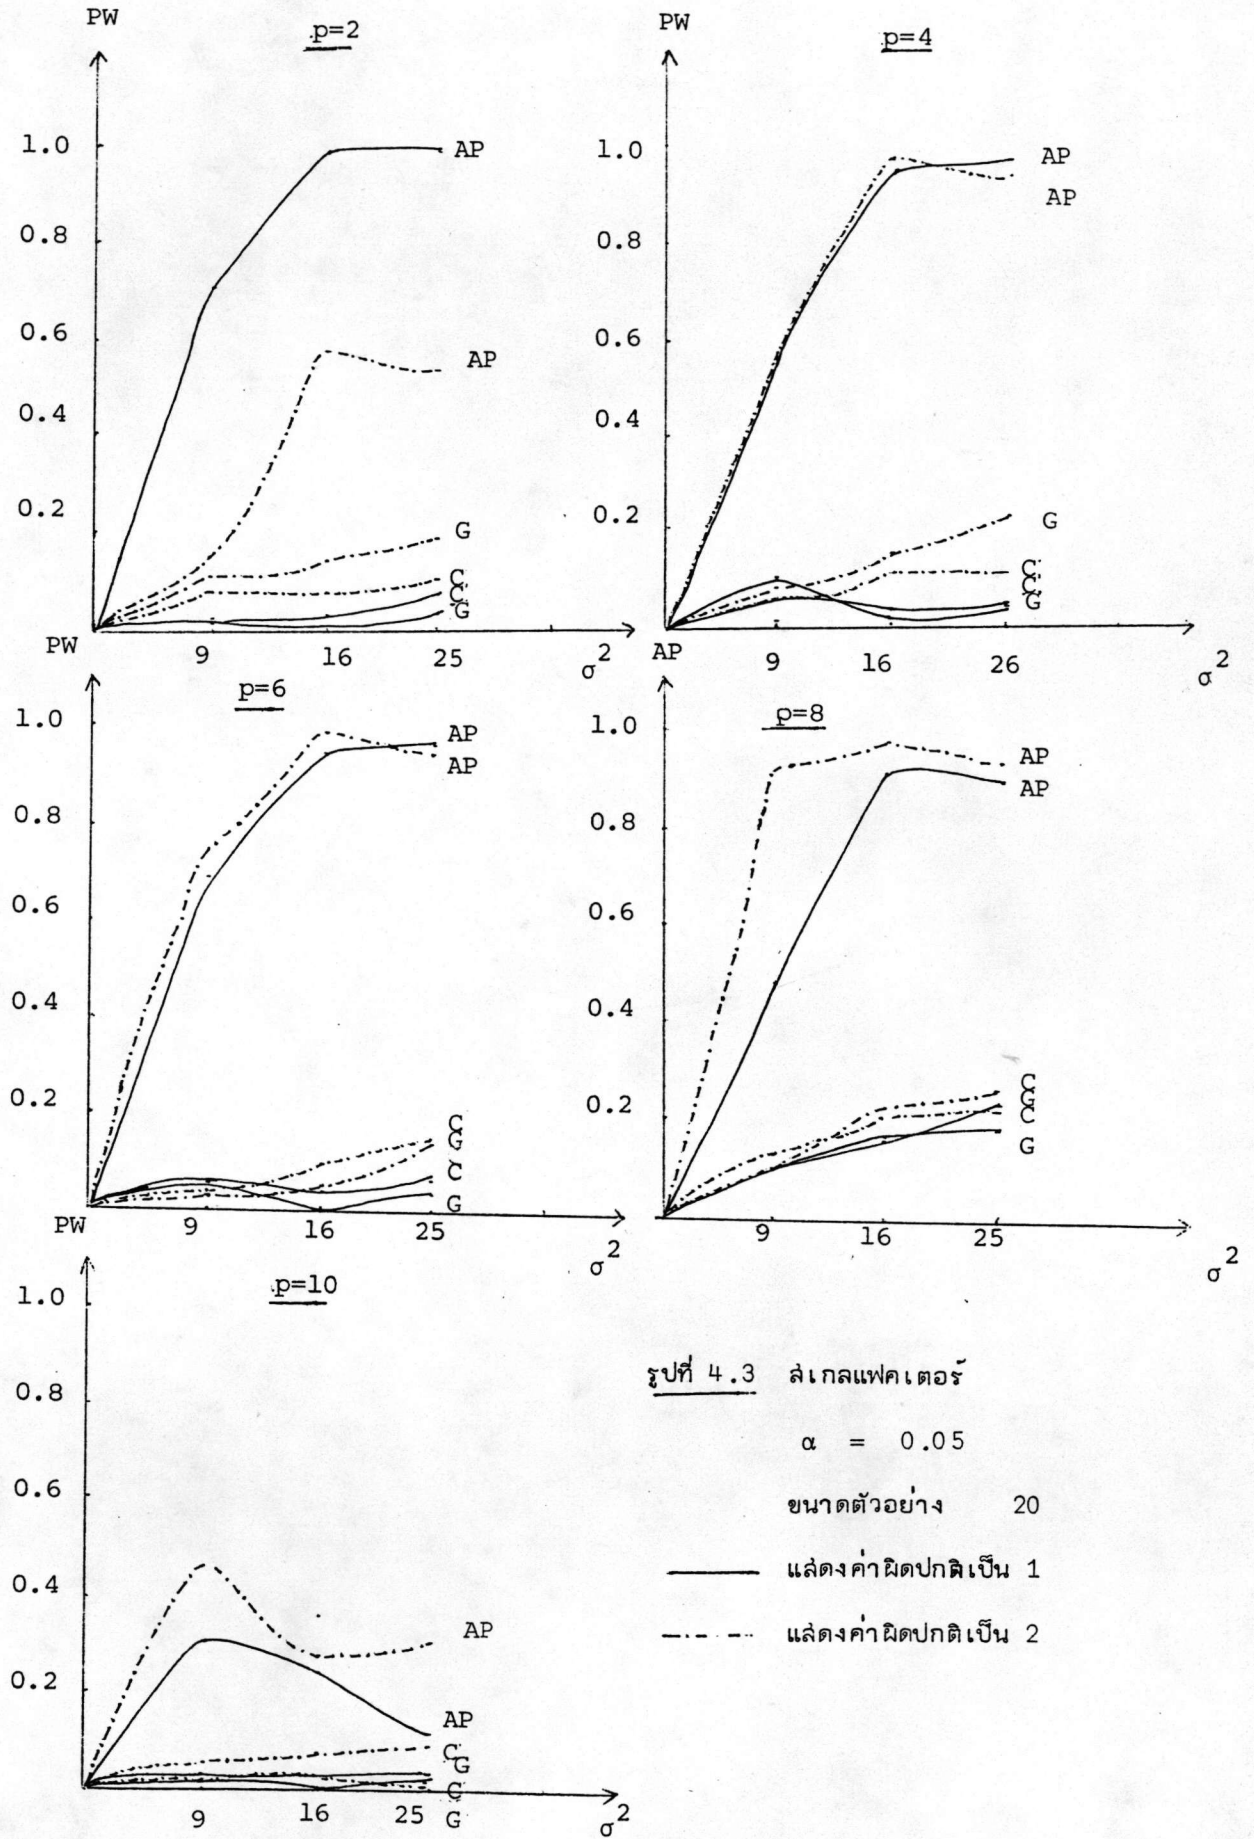 PW
p=2
1.0
0.8
0.6
0.4
0.2
AP
AP
G
C
C
G
9 16 25 σ²
PW
p=4
1.0
0.8
0.6
0.4
0.2
AP
AP
G
C
C
G
9 16 26 σ²
PW
p=6
1.0
0.8
0.6
0.4
0.2
AP
AP
C
G
C
G
9 16 25 σ²
AP
p=8
1.0
0.8
0.6
0.4
0.2
AP
AP
C
G
C
G
9 16 25 σ²
PW
p=10
1.0
0.8
0.6
0.4
0.2
AP
AP
C
G
C
G
9 16 25 σ²
รูปที่ 4.3 สเกลแฟคเตอร์
α = 0.05
ขนาดตัวอย่าง 20
แสดงค่าผิดปกติเป็น 1
แสดงค่าผิดปกติเป็น 2